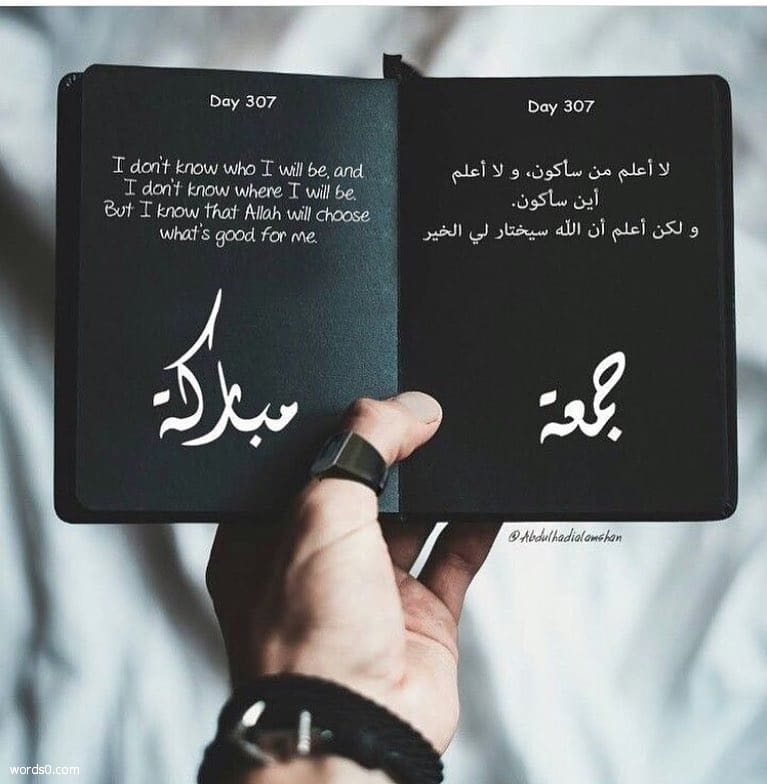 Day 307
I don't know who I will be, and
I don't know where I will be.
But I know that Allah will choose
what's good for me.
Day 307
لا أعلم من سأكون، و لا أعلم
أين سأكون.
و لكن أعلم أن الله سيختار لي الخير
جمعة
مباركة
@Abdulhadialamshan
words0.com